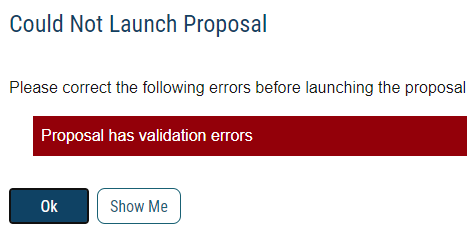 Could Not Launch Proposal
Please correct the following errors before launching the proposal
Proposal has validation errors
Ok
Show Me